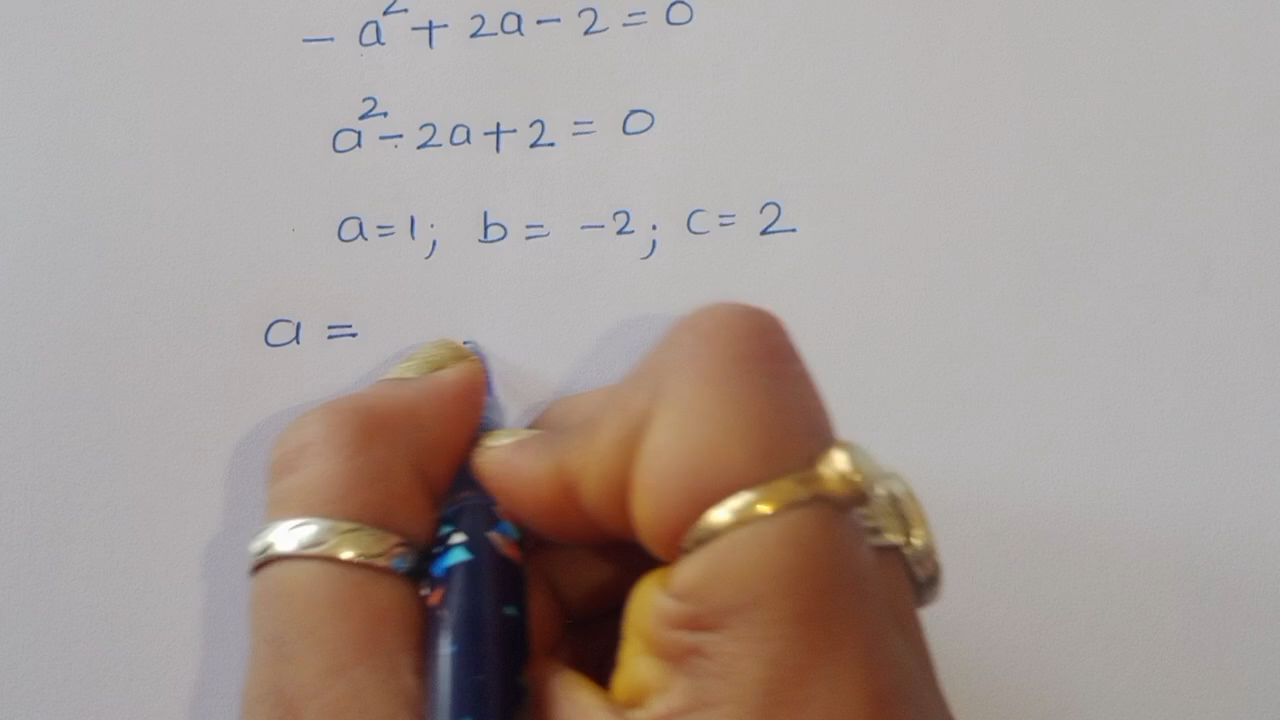 - a² + 2a - 2 = 0
a² - 2a + 2 = 0
a = 1; b = -2; c = 2
a =